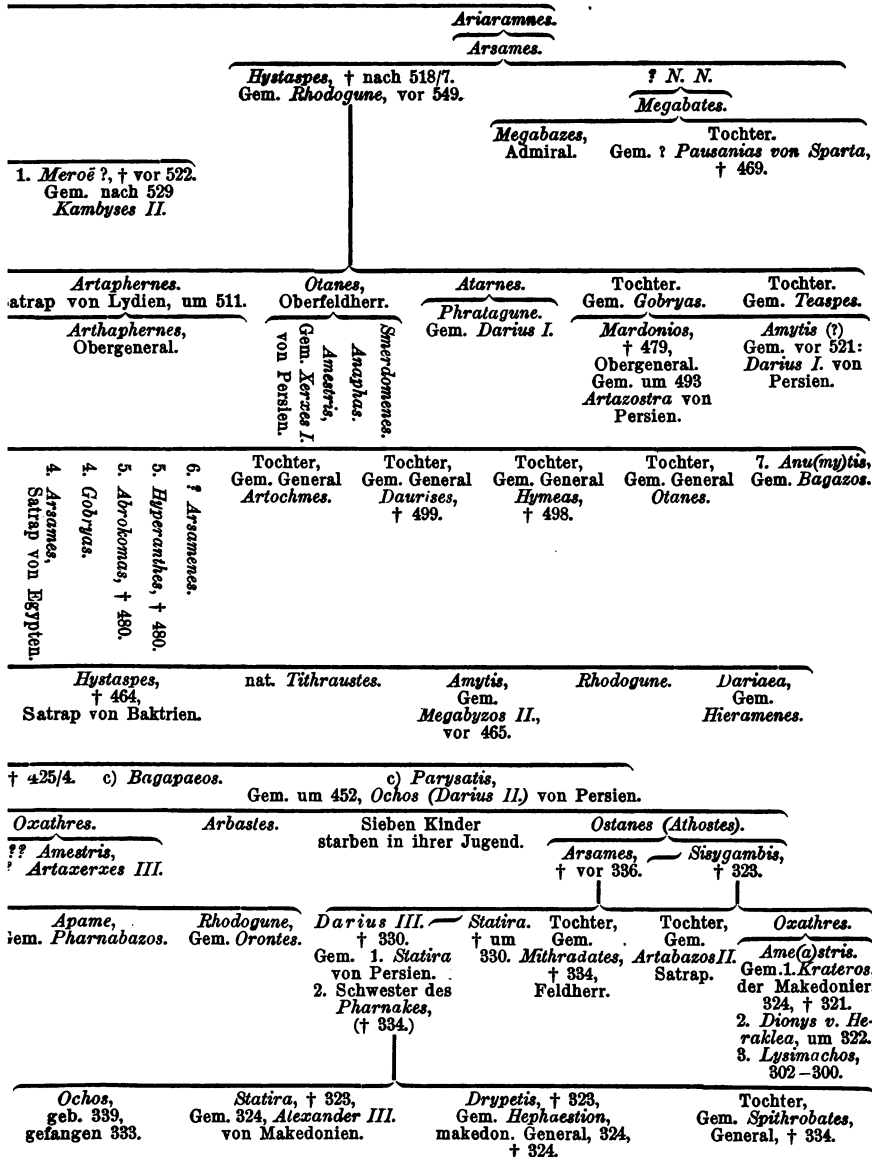 Ariaramnes.
Arsames.
Hystaspes, † nach 518/7.
Gem. Rhodogune, vor 549.
? N. N.
Megabates.
Megabazes,
Admiral.
Tochter.
Gem. ? Pausanias von Sparta,
† 469.
1. Meroë ?, † vor 522.
Gem. nach 529
Kambyses II.
Artaphernes.
atrap von Lydien, um 511.
Arthaphernes,
Obergeneral.
Otanes,
Oberfeldherr.
Smerdomenes.
Anaphas.
Amestris,
Gem. Xerxes I.
von Persien.
Atarnes.
Phratagune.
Gem. Darius I.
Tochter.
Gem. Gobryas.
Mardonios,
† 479,
Obergeneral.
Gem. um 493
Artazostra von
Persien.
Tochter.
Gem. Teaspes.
Amytis (?)
Gem. vor 521:
Darius I. von
Persien.
6. ? Arsamenes.
5. Hyperanthes, † 480.
5. Abrokomas, † 480.
4. Gobryas.
4. Arsames,
Satrap von Egypten.
Tochter,
Gem. General
Artochmes.
Tochter,
Gem. General
Daurises,
† 499.
Tochter,
Gem. General
Hymeas,
† 498.
Tochter,
Gem. General
Otanes.
7. Anu(my)tis,
Gem. Bagazos.
Hystaspes,
† 464,
Satrap von Baktrien.
nat. Tithraustes.
Amytis,
Gem.
Megabyzos II.,
vor 465.
Rhodogune.
Dariaea,
Gem.
Hieramenes.
† 425/4. c) Bagapaeos.
c) Parysatis,
Gem. um 452, Ochos (Darius II.) von Persien.
Oxathres.
?? Amestris,
? Artaxerxes III.
Arbastes.
Sieben Kinder
starben in ihrer Jugend.
Ostanes (Athostes).
Arsames,
† vor 336.
Sisygambis,
† 323.
Apame,
Gem. Pharnabazos.
Rhodogune,
Gem. Orontes.
Darius III.
† 330.
Gem. 1. Statira
von Persien.
2. Schwester des
Pharnakes,
(† 334.)
Statira.
† um
330.
Tochter,
Gem.
Mithradates,
† 334,
Feldherr.
Tochter,
Gem.
Artabazos II.
Satrap.
Oxathres.
Ame(a)stris.
Gem. 1. Krateros,
der Makedonier,
324, † 321.
2. Dionys v. He-
raklea, um 322.
3. Lysimachos,
302–300.
Ochos,
geb. 339,
gefangen 333.
Statira, † 323,
Gem. 324, Alexander III.
von Makedonien.
Drypetis, † 323,
Gem. Hephaestion,
makedon. General, 324,
† 324.
Tochter,
Gem. Spithrobates,
General, † 334.